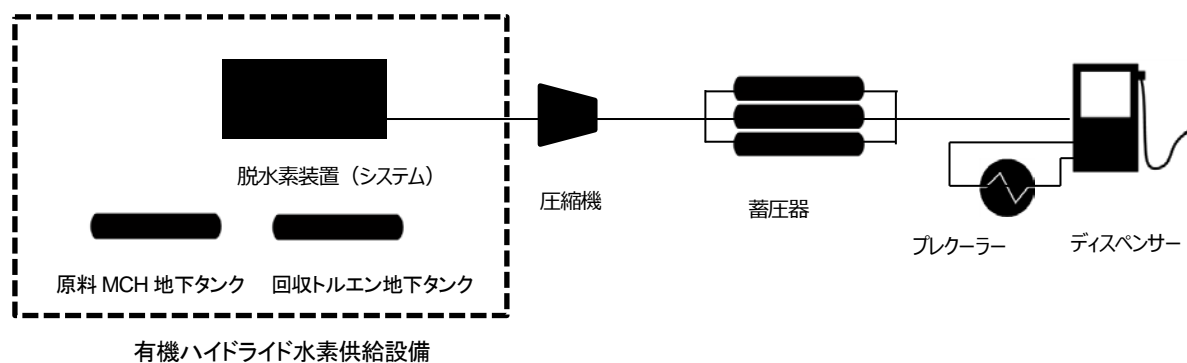 脱水素装置（システム）
圧縮機
蓄圧器
プレクーラー
ディスペンサー
原料 MCH 地下タンク
回収トルエン地下タンク
有機ハイドライド水素供給設備